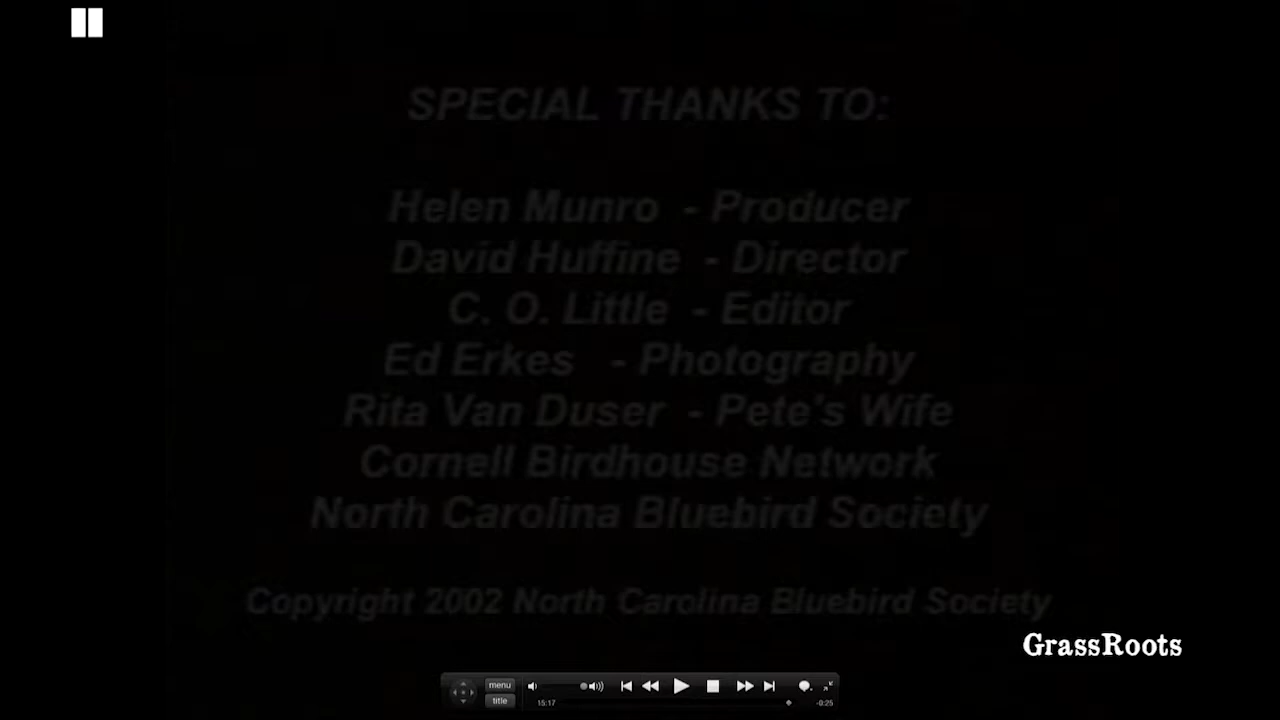 SPECIAL THANKS TO:
Helen Munro - Producer
David Huffine - Director
C. O. Little - Editor
Ed Erkes - Photography
Rita Van Duser - Pete's Wife
Cornell Birdhouse Network
North Carolina Bluebird Society
Copyright 2002 North Carolina Bluebird Society
GrassRoots
menu
title
15:17
-0:25